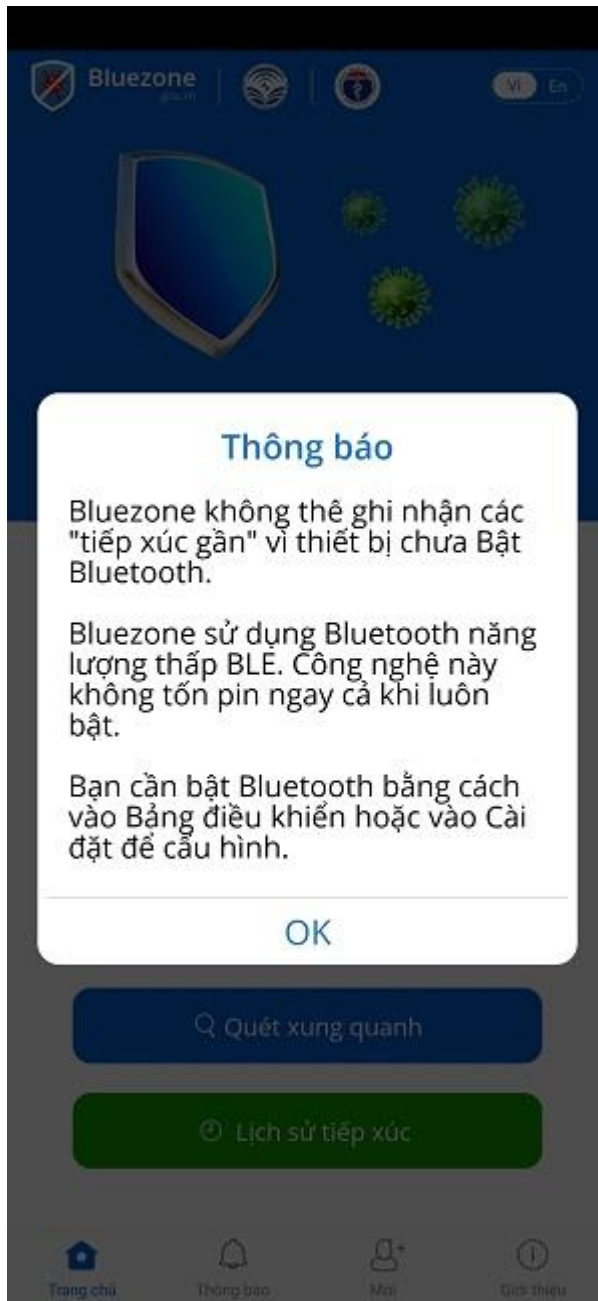 Bluezone
Vi En
Thông báo
Bluezone không thể ghi nhận các
"tiếp xúc gần" vì thiết bị chưa Bật
Bluetooth.
Bluezone sử dụng Bluetooth năng
lượng thấp BLE. Công nghệ này
không tốn pin ngay cả khi luôn
bật.
Bạn cần bật Bluetooth bằng cách
vào Bảng điều khiển hoặc vào Cài
đặt để cấu hình.
OK
Quét xung quanh
Lịch sử tiếp xúc
Trang chủ Thông báo Mời Giới thiệu